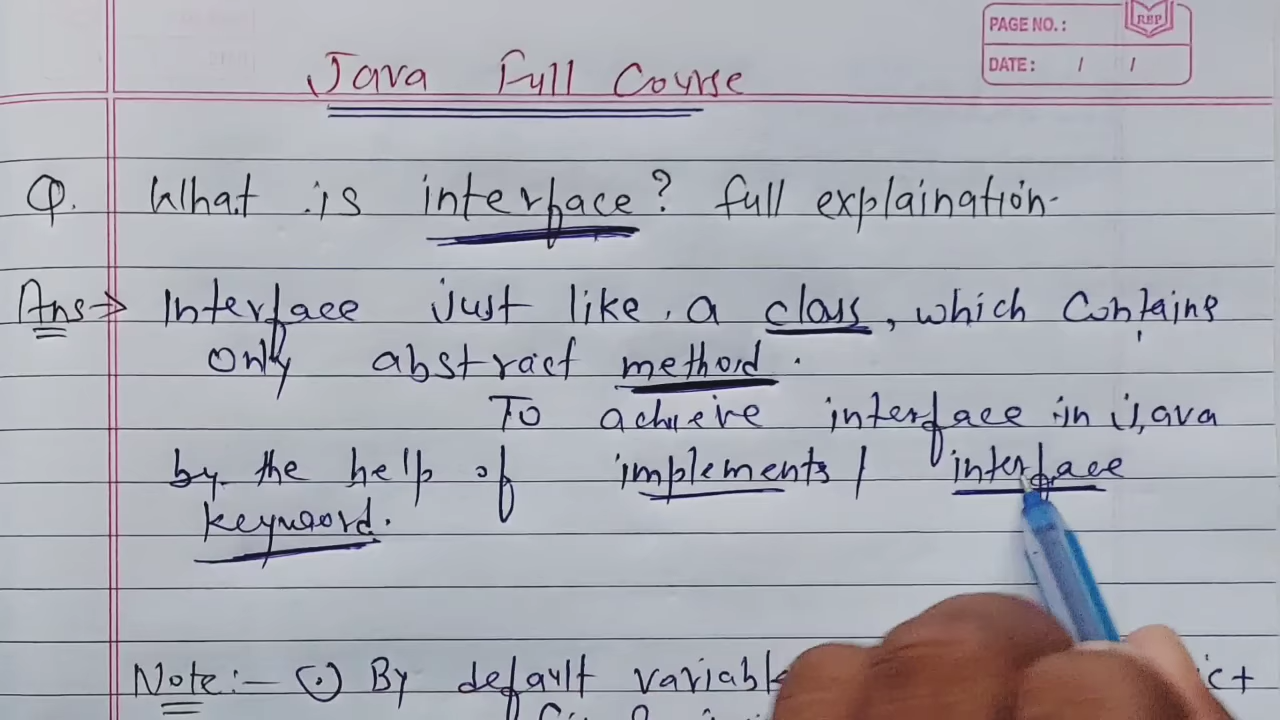 PAGE NO.:
RBP
DATE: / /
Java Full Course
Q. What is interface? full explaination.
Ans→ Interface just like a class, which contains
only abstract method.
To achieve interface in Java
by the help of implements / interface
keyword.
Note:- (i) By default variable